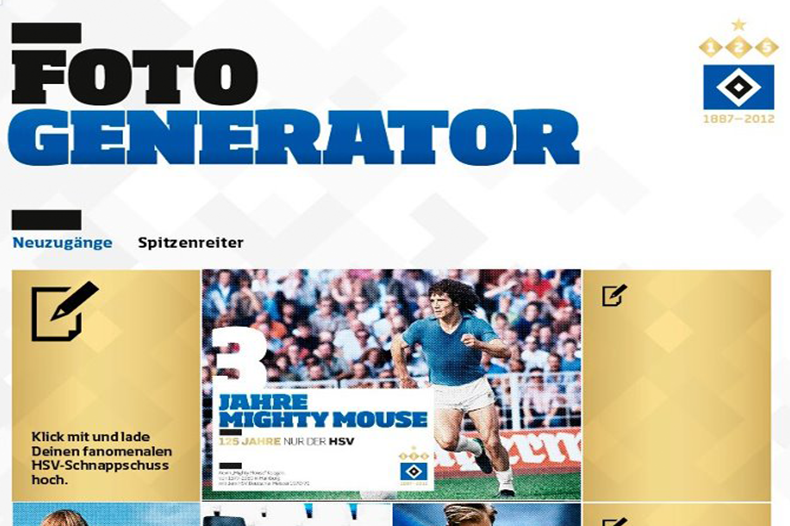 FOTO
GENERATOR
125
1887–2012
Neuzugänge Spitzenreiter
Klick mit und lade
Deinen fanomenalen
HSV-Schnappschuss
hoch.
3
JAHRE
MIGHTY MOUSE
125 JAHRE NUR DER HSV